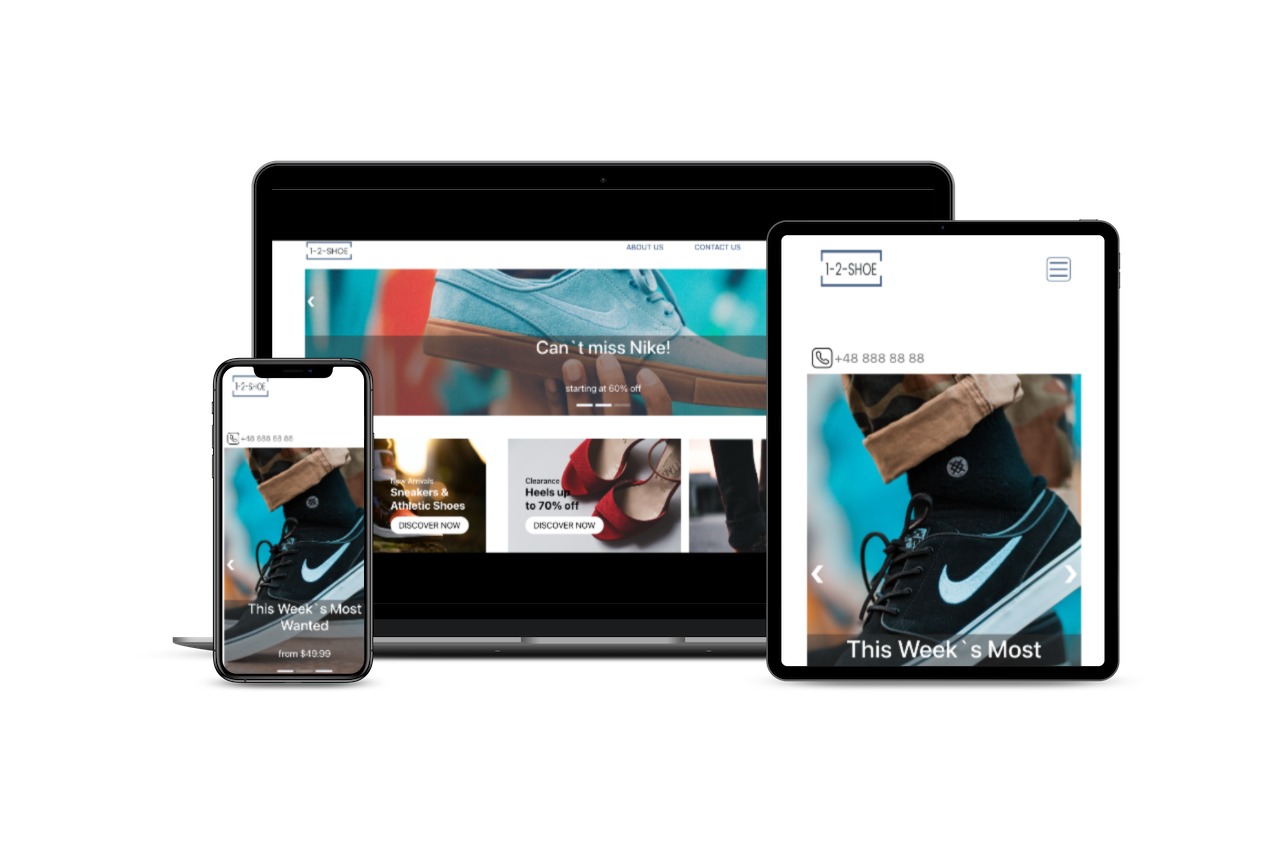 1-2-SHOE
ABOUT US
CONTACT US
Can`t miss Nike!
starting at 60% off
New Arrivals
Sneakers &
Athletic Shoes
DISCOVER NOW
Clearance
Heels up
to 70% off
DISCOVER NOW
1-2-SHOE
+48 888 88 88
This Week`s Most
Wanted
from $49.99
1-2-SHOE
+48 888 88 88
This Week`s Most